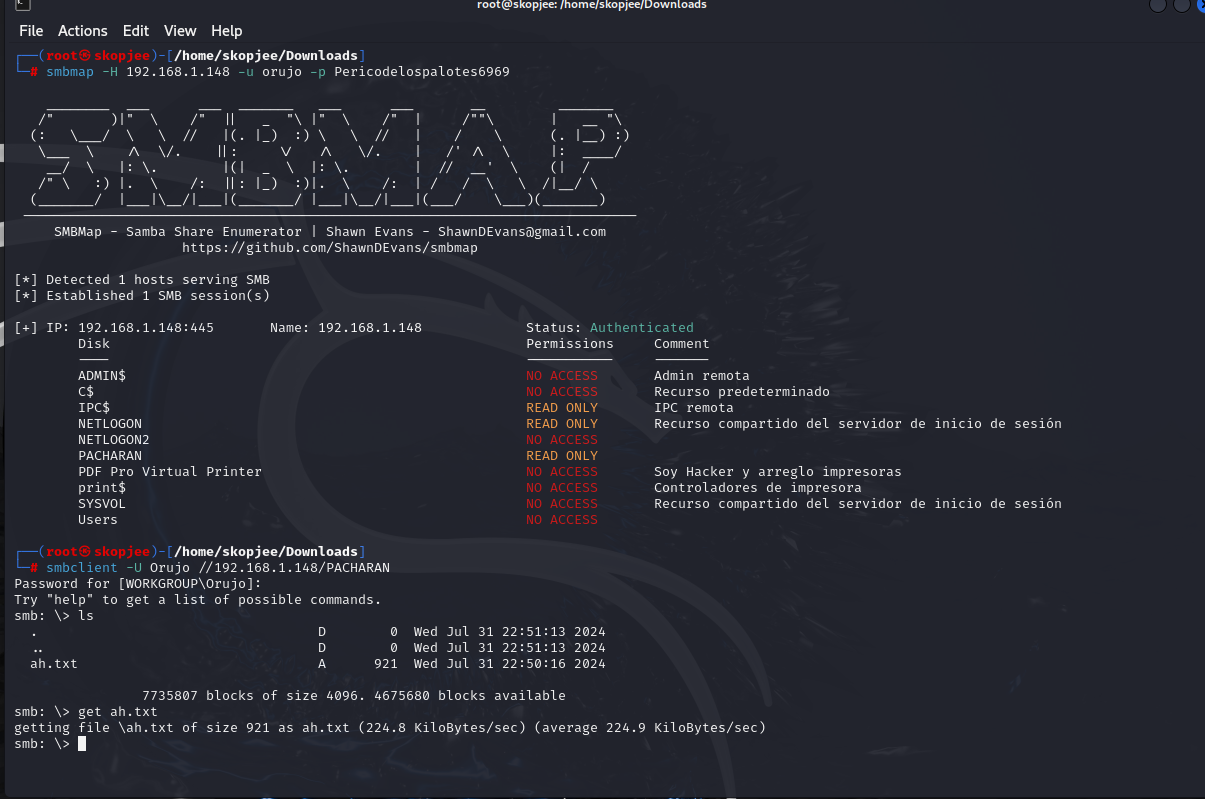 root@skopjee: /home/skopjee/Downloads
File Actions Edit View Help
┌──(root㉿skopjee)-[/home/skopjee/Downloads]
└─# smbmap -H 192.168.1.148 -u orujo -p Pericodelospalotes6969
SMBMAP
SMBMap - Samba Share Enumerator | Shawn Evans - ShawnDEvans@gmail.com
https://github.com/ShawnDEvans/smbmap
[*] Detected 1 hosts serving SMB
[*] Established 1 SMB session(s)
[+] IP: 192.168.1.148:445 Name: 192.168.1.148 Status: Authenticated
Disk Permissions Comment
---- ----------- -------
ADMIN$ NO ACCESS Admin remota
C$ NO ACCESS Recurso predeterminado
IPC$ READ ONLY IPC remota
NETLOGON READ ONLY Recurso compartido del servidor de inicio de sesión
NETLOGON2 NO ACCESS
PACHARAN READ ONLY
PDF Pro Virtual Printer NO ACCESS Soy Hacker y arreglo impresoras
print$ NO ACCESS Controladores de impresora
SYSVOL NO ACCESS Recurso compartido del servidor de inicio de sesión
Users NO ACCESS
┌──(root㉿skopjee)-[/home/skopjee/Downloads]
└─# smbclient -U Orujo //192.168.1.148/PACHARAN
Password for [WORKGROUP\Orujo]:
Try "help" to get a list of possible commands.
smb: \> ls
. D 0 Wed Jul 31 22:51:13 2024
.. D 0 Wed Jul 31 22:51:13 2024
ah.txt A 921 Wed Jul 31 22:50:16 2024
7735807 blocks of size 4096. 4675680 blocks available
smb: \> get ah.txt
getting file \ah.txt of size 921 as ah.txt (224.8 KiloBytes/sec) (average 224.9 KiloBytes/sec)
smb: \>